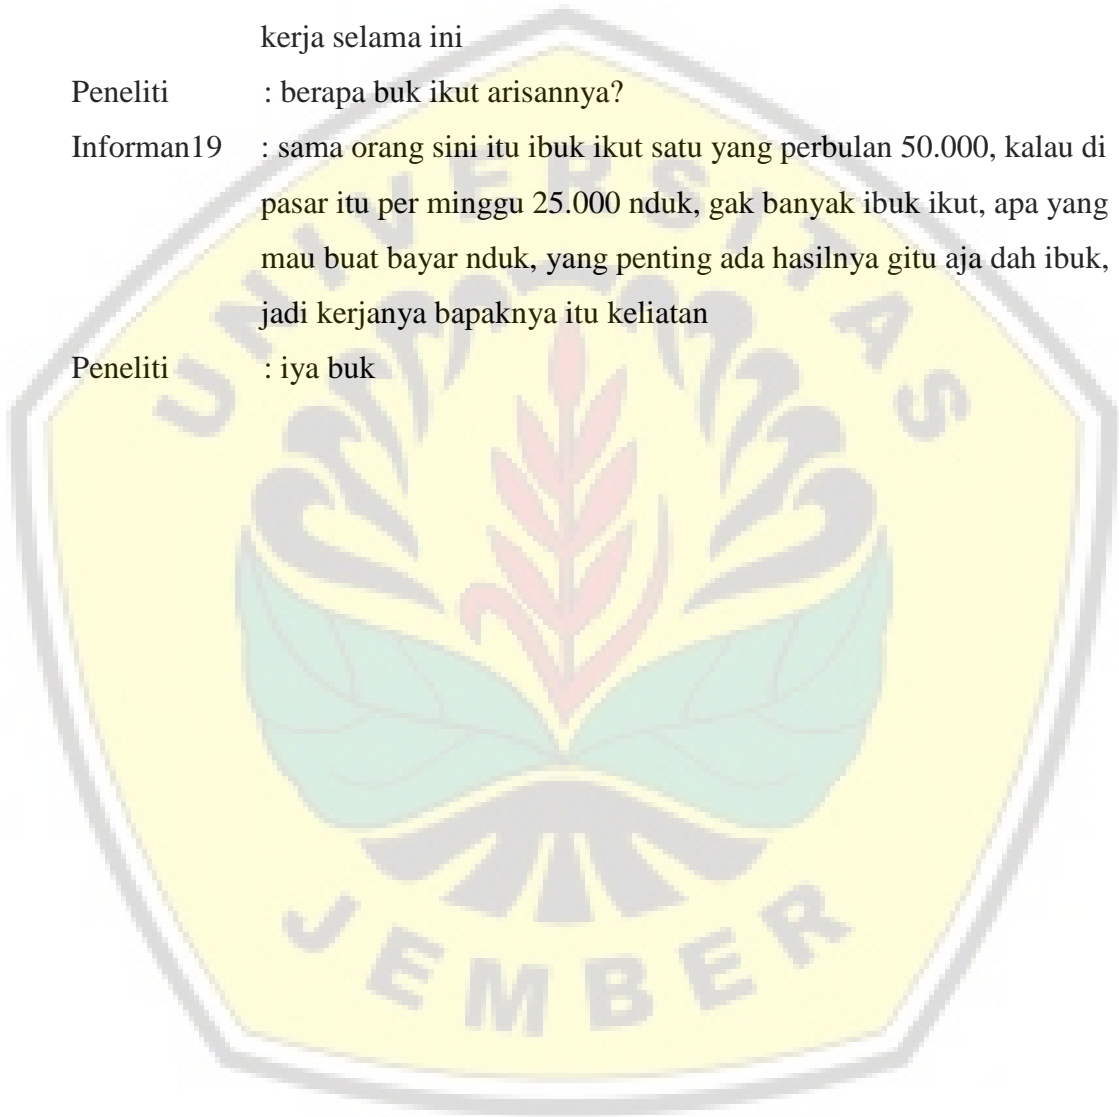 kerja selama ini
Peneliti : berapa buk ikut arisannya?
Informan19 : sama orang sini itu ibuk ikut satu yang perbulan 50.000, kalau di
pasar itu per minggu 25.000 nduk, gak banyak ibuk ikut, apa yang
mau buat bayar nduk, yang penting ada hasilnya gitu aja dah ibuk,
jadi kerjanya bapaknya itu keliatan
Peneliti : iya buk
UNIVERSITAS
JEMBER